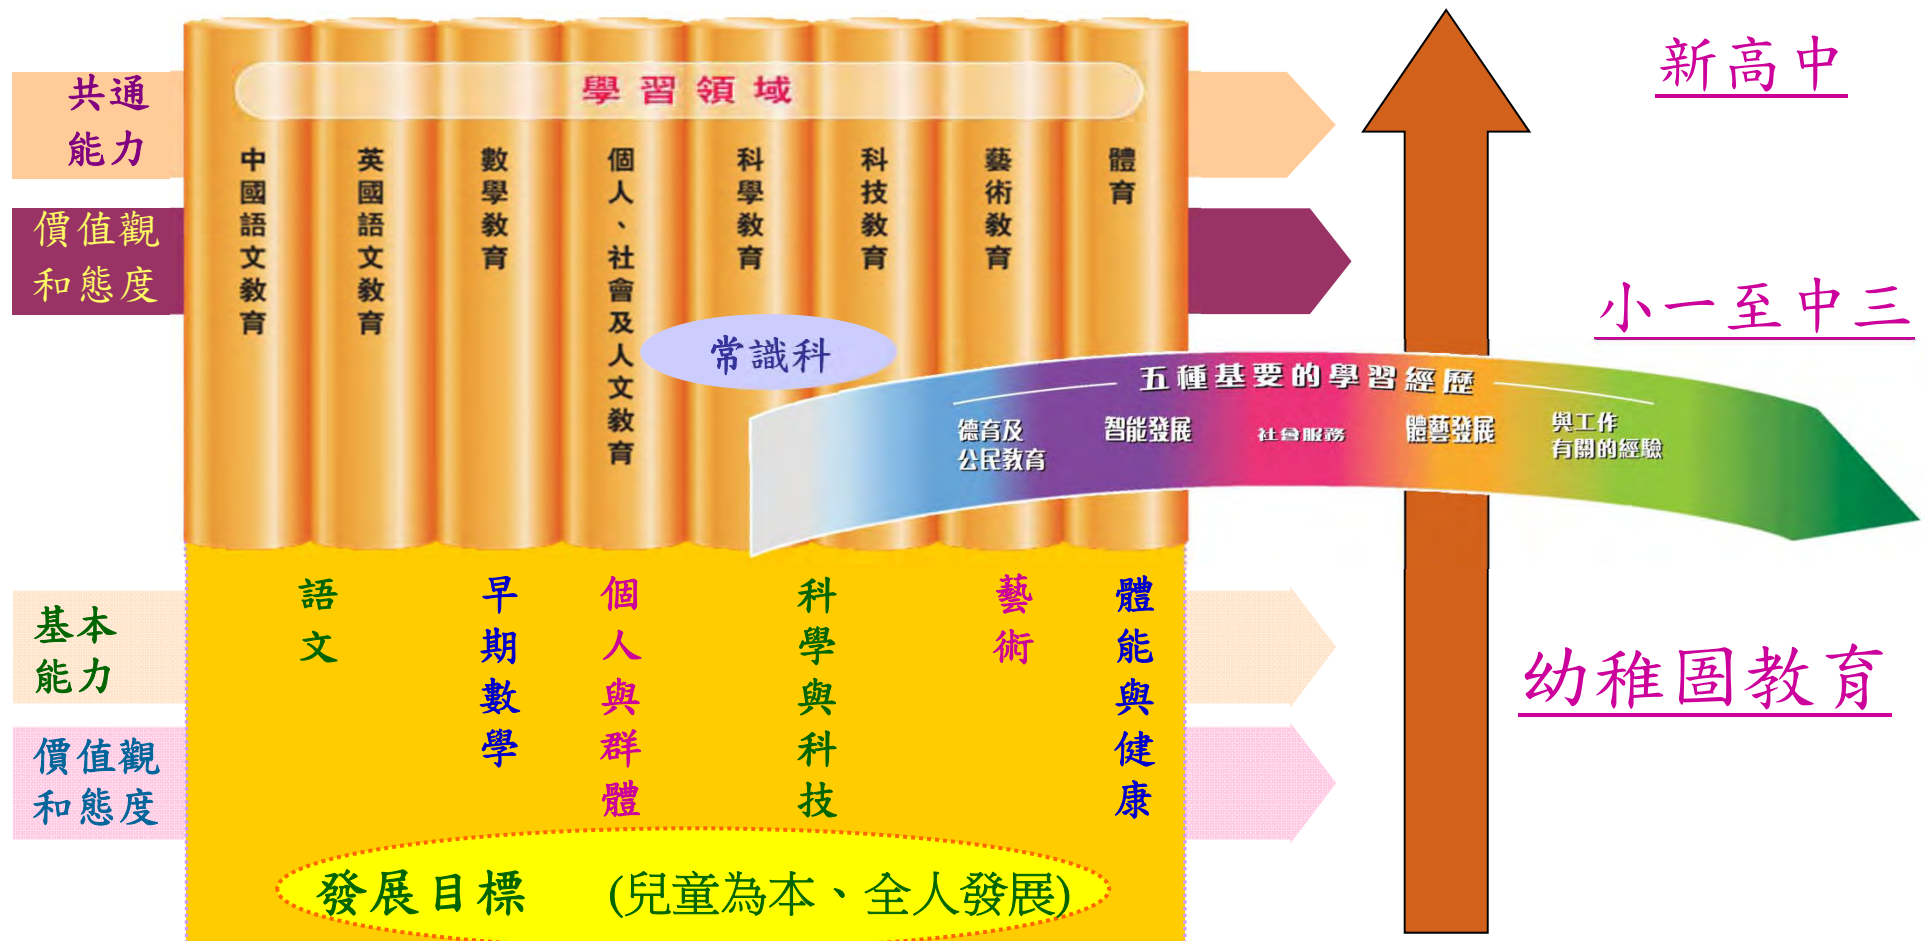 共通
能力
價值觀
和態度
學習領域
中國語文教育
英國語文教育
數學教育
個人、社會及人文教育
科學教育
科技教育
藝術教育
體育
常識科
五種基要的學習經歷
德育及
公民教育
智能發展
社會服務
體藝發展
與工作
有關的經驗
新高中
小一至中三
幼稚園教育
基本
能力
價值觀
和態度
語文
早期數學
個人與群體
科學與科技
藝術
體能與健康
發展目標 (兒童為本、全人發展)